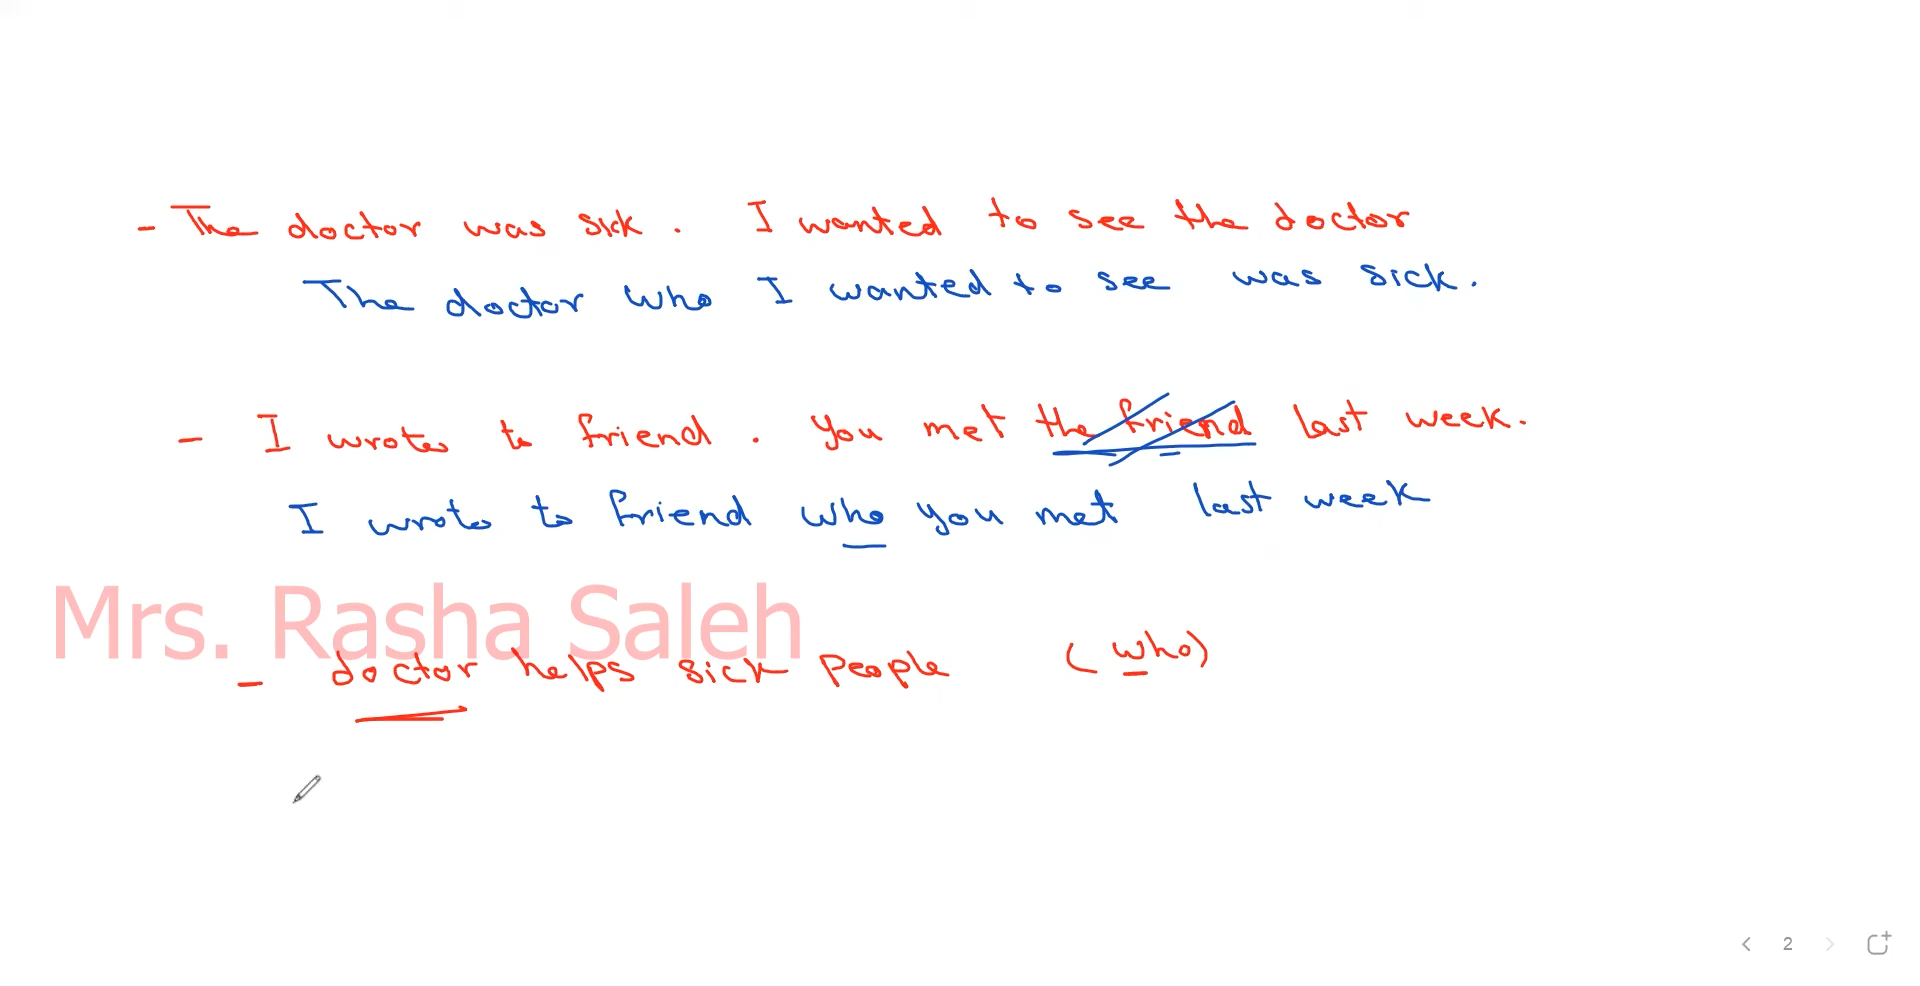 - The doctor was sick. I wanted to see the doctor
The doctor who I wanted to see was sick.
- I wrote to friend. You met the friend last week.
I wrote to friend who you met last week
Mrs. Rasha Saleh
- doctor helps sick people (who)
2